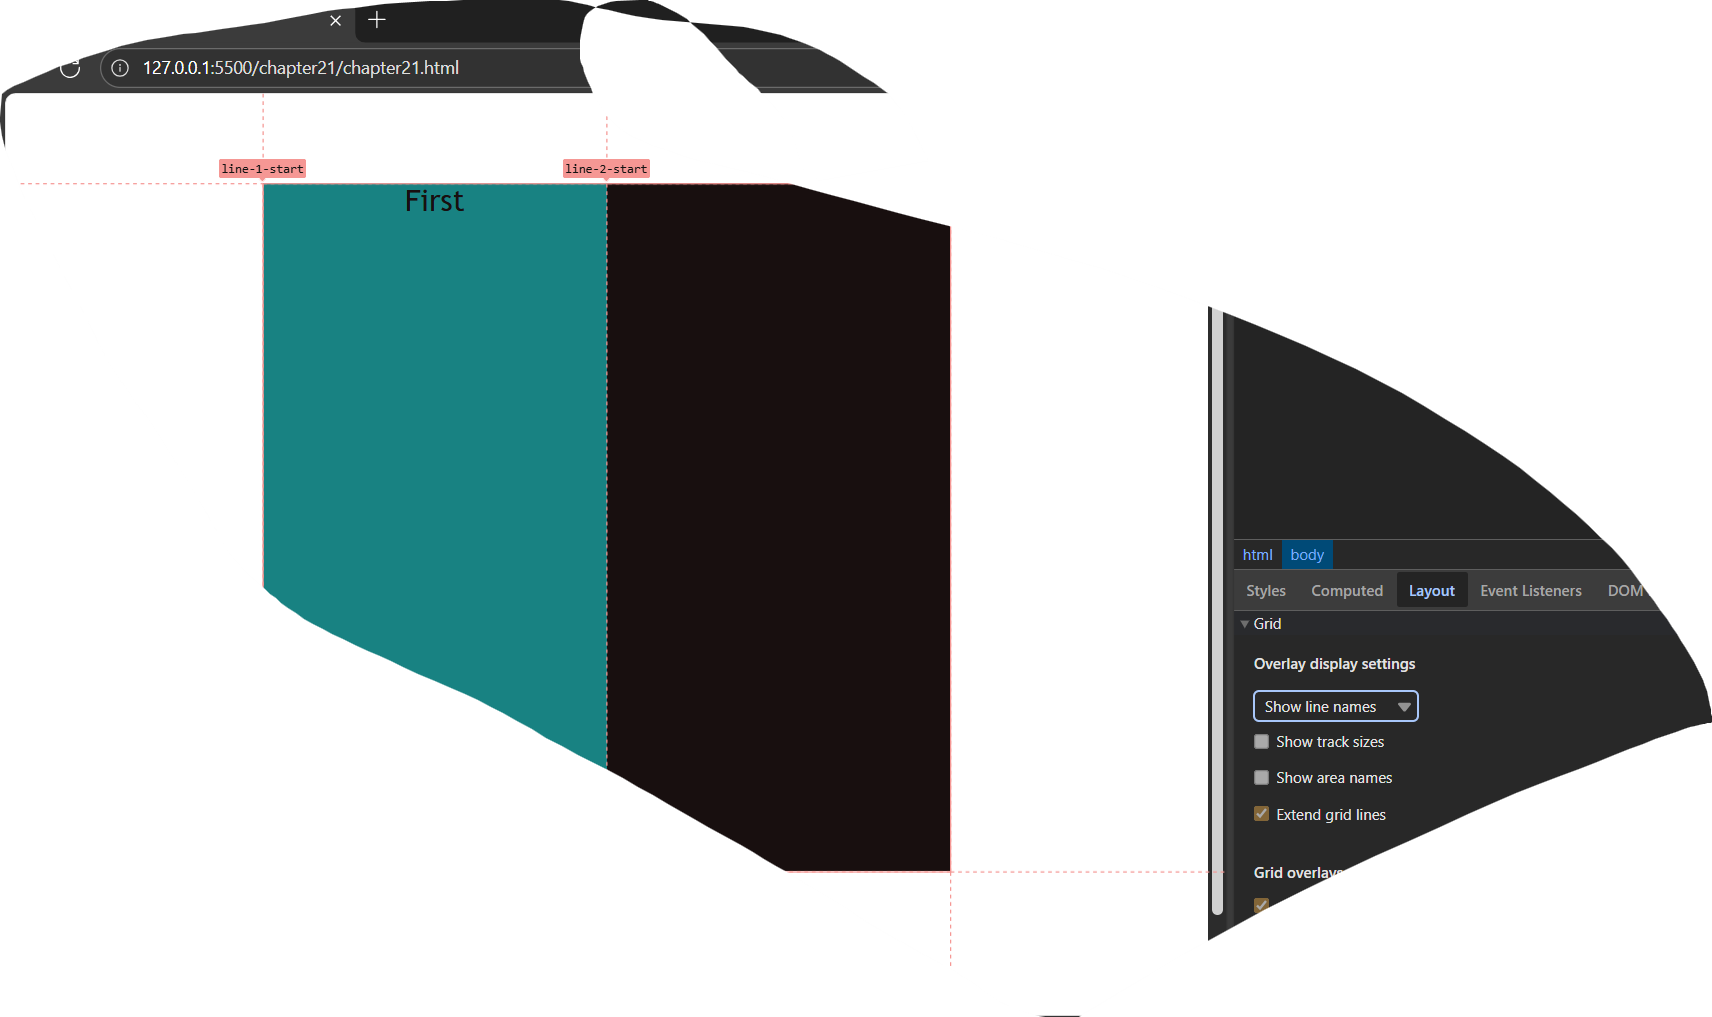 127.0.0.1:5500/chapter21/chapter21.html
line-1-start
line-2-start
First
html body
Styles Computed Layout Event Listeners DOM
Grid
Overlay display settings
Show line names
Show track sizes
Show area names
Extend grid lines
Grid overlays